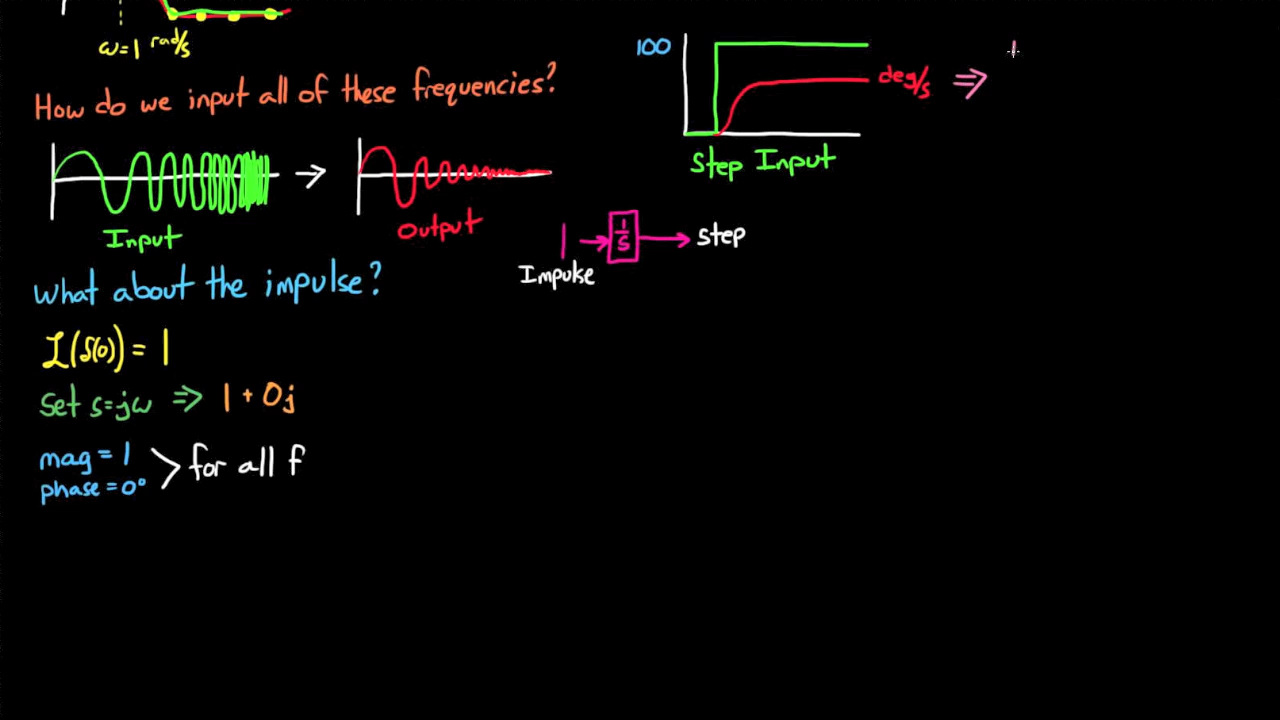 ω=1 rad/s
How do we input all of these frequencies?
Input
Output
What about the impulse?
ℒ(δ(0)) = 1
Set s=jω ⇒ 1 + 0j
mag = 1
phase = 0°
> for all f
100
deg/s ⇒
Step Input
1 → 1/s → step
Impulse